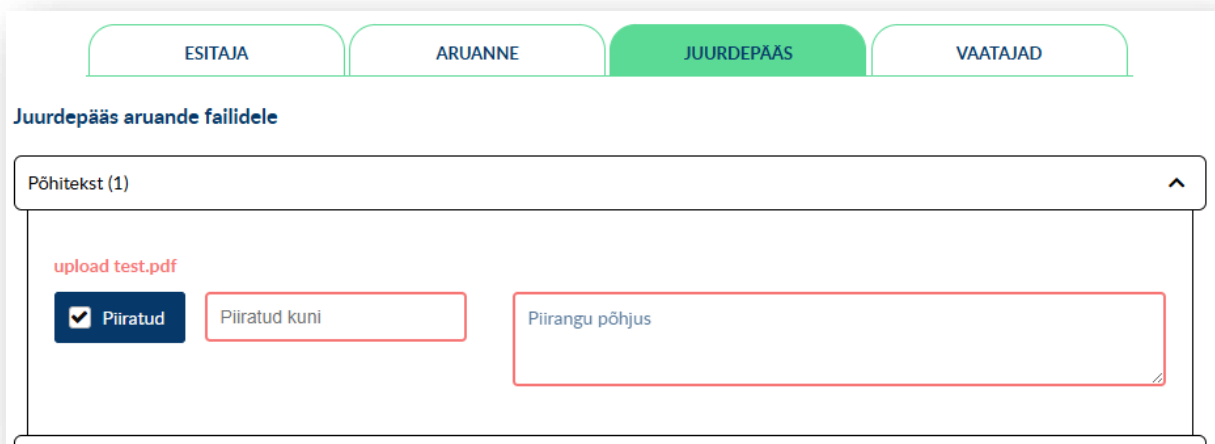 ESITAJA ARUANNE JUURDEPÄÄS VAATAJAD
Juurdepääs aruande failidele
Põhitekst (1)
upload test.pdf
Piiratud Piiratud kuni Piirangu põhjus